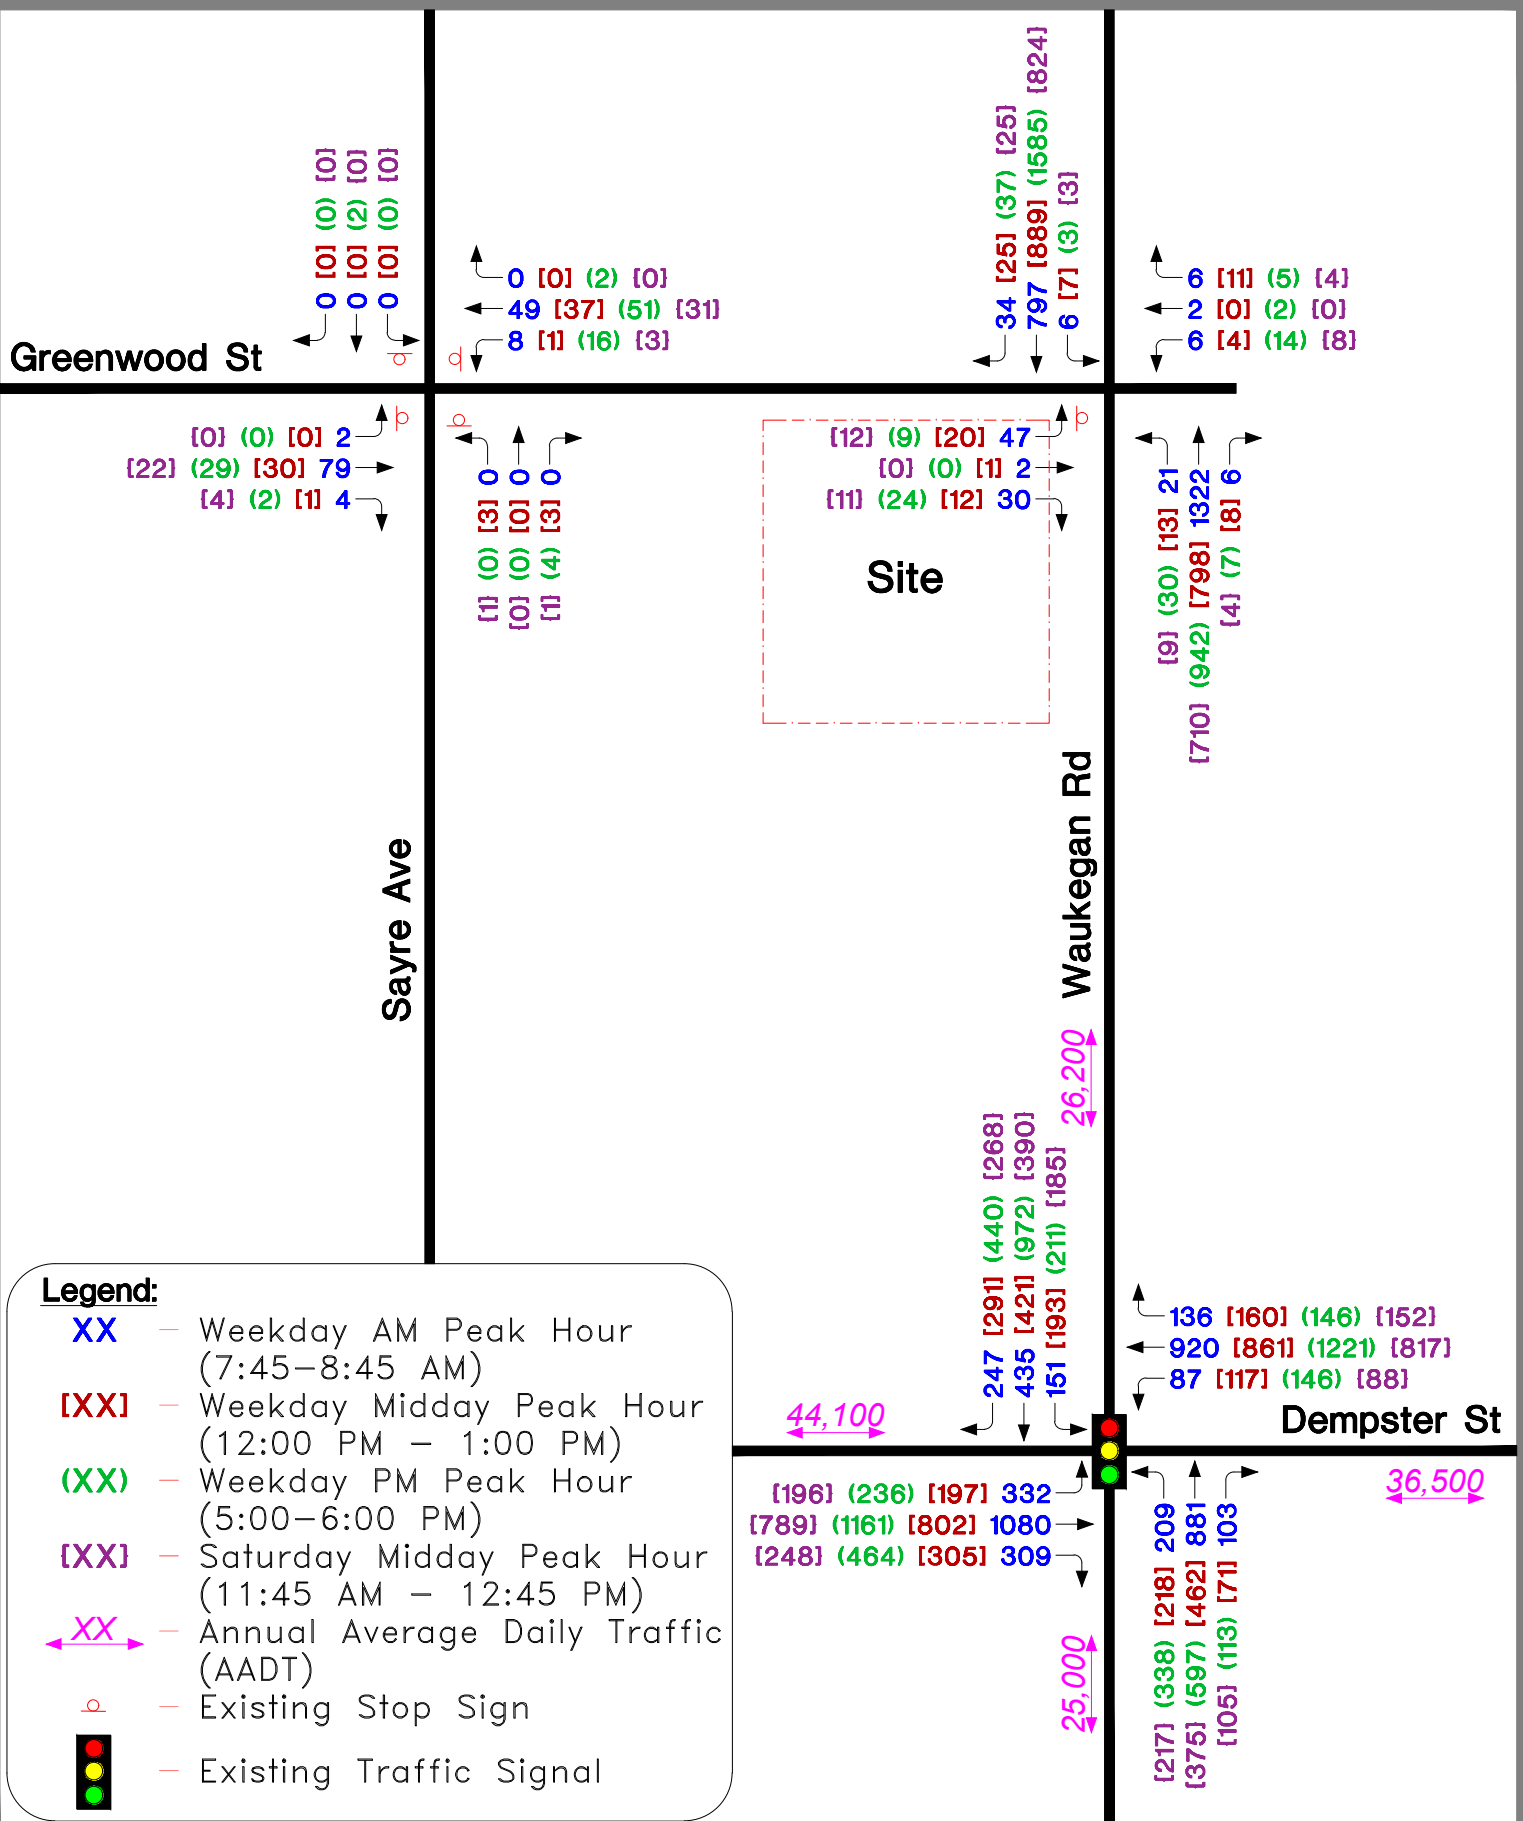 34 [25] (37) {25}
797 [889] (1585) {824}
6 [7] (3) {3}
0 [0] (0) {0}
0 [0] (2) {0}
0 [0] (0) {0}
0 [0] (2) {0}
49 [37] (51) {31}
8 [1] (16) {3}
6 [11] (5) {4}
2 [0] (2) {0}
6 [4] (14) {8}
Greenwood St
{0} (0) [0] 2
{22} (29) [30] 79
{4} (2) [1] 4
{1} (0) [3] 0
{0} (0) [0] 0
{1} (4) [3] 0
{12} (9) [20] 47
{0} (0) [1] 2
{11} (24) [12] 30
{9} (30) [13] 21
{710} (942) [798] 1322
{4} (7) [8] 6
Site
Waukegan Rd
Sayre Ave
26,200
247 [291] (440) {268}
435 [421] (972) {390}
151 [193] (211) {185}
136 [160] (146) {152}
920 [861] (1221) {817}
87 [117] (146) {88}
44,100
Dempster St
36,500
{196} (236) [197] 332
{789} (1161) [802] 1080
{248} (464) [305] 309
{217} (338) [218] 209
{375} (597) [462] 881
{105} (113) [71] 103
25,000
Legend:
XX – Weekday AM Peak Hour
(7:45–8:45 AM)
[XX] – Weekday Midday Peak Hour
(12:00 PM – 1:00 PM)
(XX) – Weekday PM Peak Hour
(5:00–6:00 PM)
{XX} – Saturday Midday Peak Hour
(11:45 AM – 12:45 PM)
XX – Annual Average Daily Traffic
(AADT)
– Existing Stop Sign
– Existing Traffic Signal